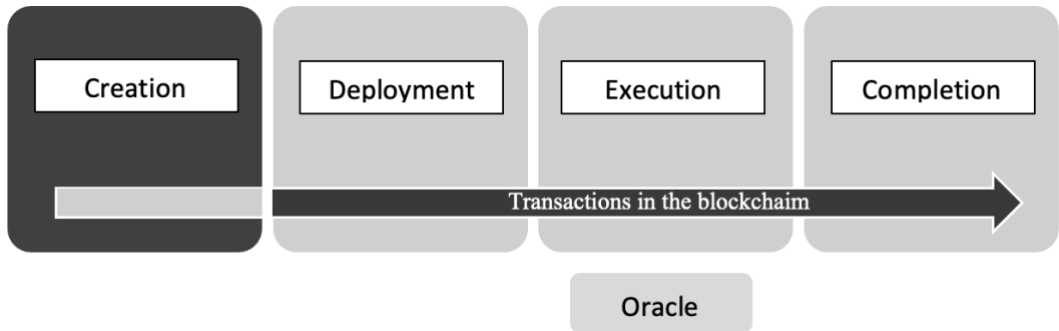 Creation
Deployment
Execution
Completion
Transactions in the blockchaim
Oracle